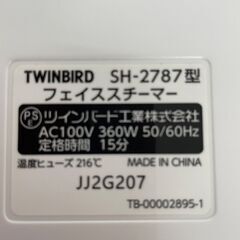 TWINBIRD SH-2787型
フェイススチーマー
PSE ツインバード工業株式会社
AC100V 360W 50/60Hz
定格時間 15分
温度ヒューズ 216℃ MADE IN CHINA
JJ2G207
TB-00002895-1